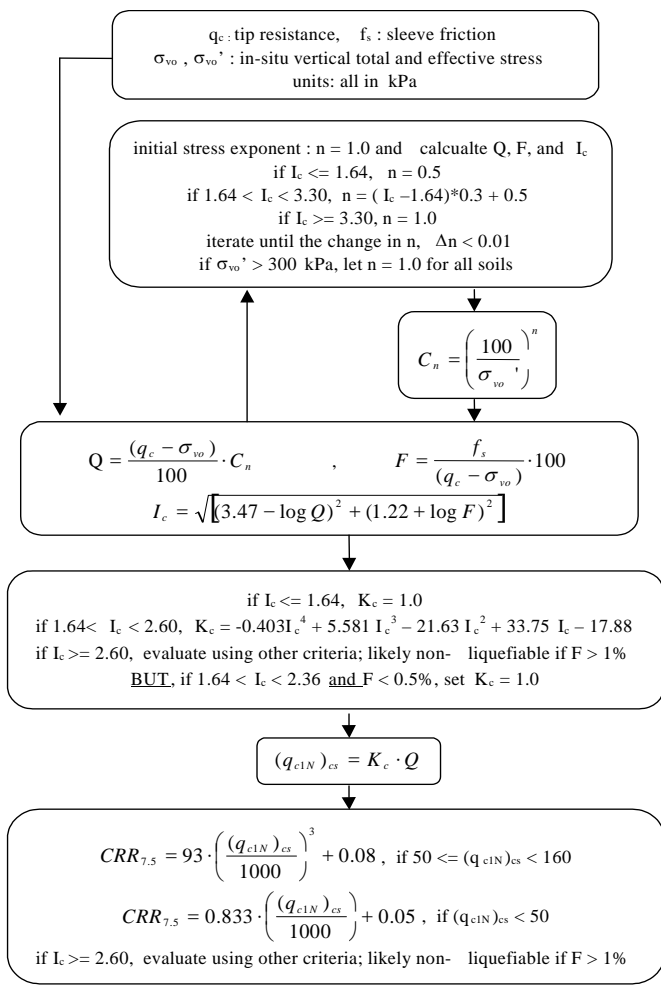 q_c : tip resistance, f_s : sleeve friction
σ_vo , σ_vo' : in-situ vertical total and effective stress
units: all in kPa
initial stress exponent : n = 1.0 and calcualte Q, F, and I_c
if I_c <= 1.64, n = 0.5
if 1.64 < I_c < 3.30, n = ( I_c –1.64)*0.3 + 0.5
if I_c >= 3.30, n = 1.0
iterate until the change in n, Δn < 0.01
if σ_vo' > 300 kPa, let n = 1.0 for all soils
C_n = (100 / σ_vo ')^n
Q = (q_c − σ_vo) / 100 · C_n , F = f_s / (q_c − σ_vo) · 100
I_c = √[(3.47 − log Q)^2 + (1.22 + log F)^2]
if I_c <= 1.64, K_c = 1.0
if 1.64< I_c < 2.60, K_c = -0.403I_c^4 + 5.581 I_c^3 – 21.63 I_c^2 + 33.75 I_c – 17.88
if I_c >= 2.60, evaluate using other criteria; likely non- liquefiable if F > 1%
BUT, if 1.64 < I_c < 2.36 and F < 0.5%, set K_c = 1.0
(q_c1N)_cs = K_c · Q
CRR_7.5 = 93 · ((q_c1N)_cs / 1000)^3 + 0.08 , if 50 <= (q_c1N)_cs < 160
CRR_7.5 = 0.833 · ((q_c1N)_cs / 1000) + 0.05 , if (q_c1N)_cs < 50
if I_c >= 2.60, evaluate using other criteria; likely non- liquefiable if F > 1%